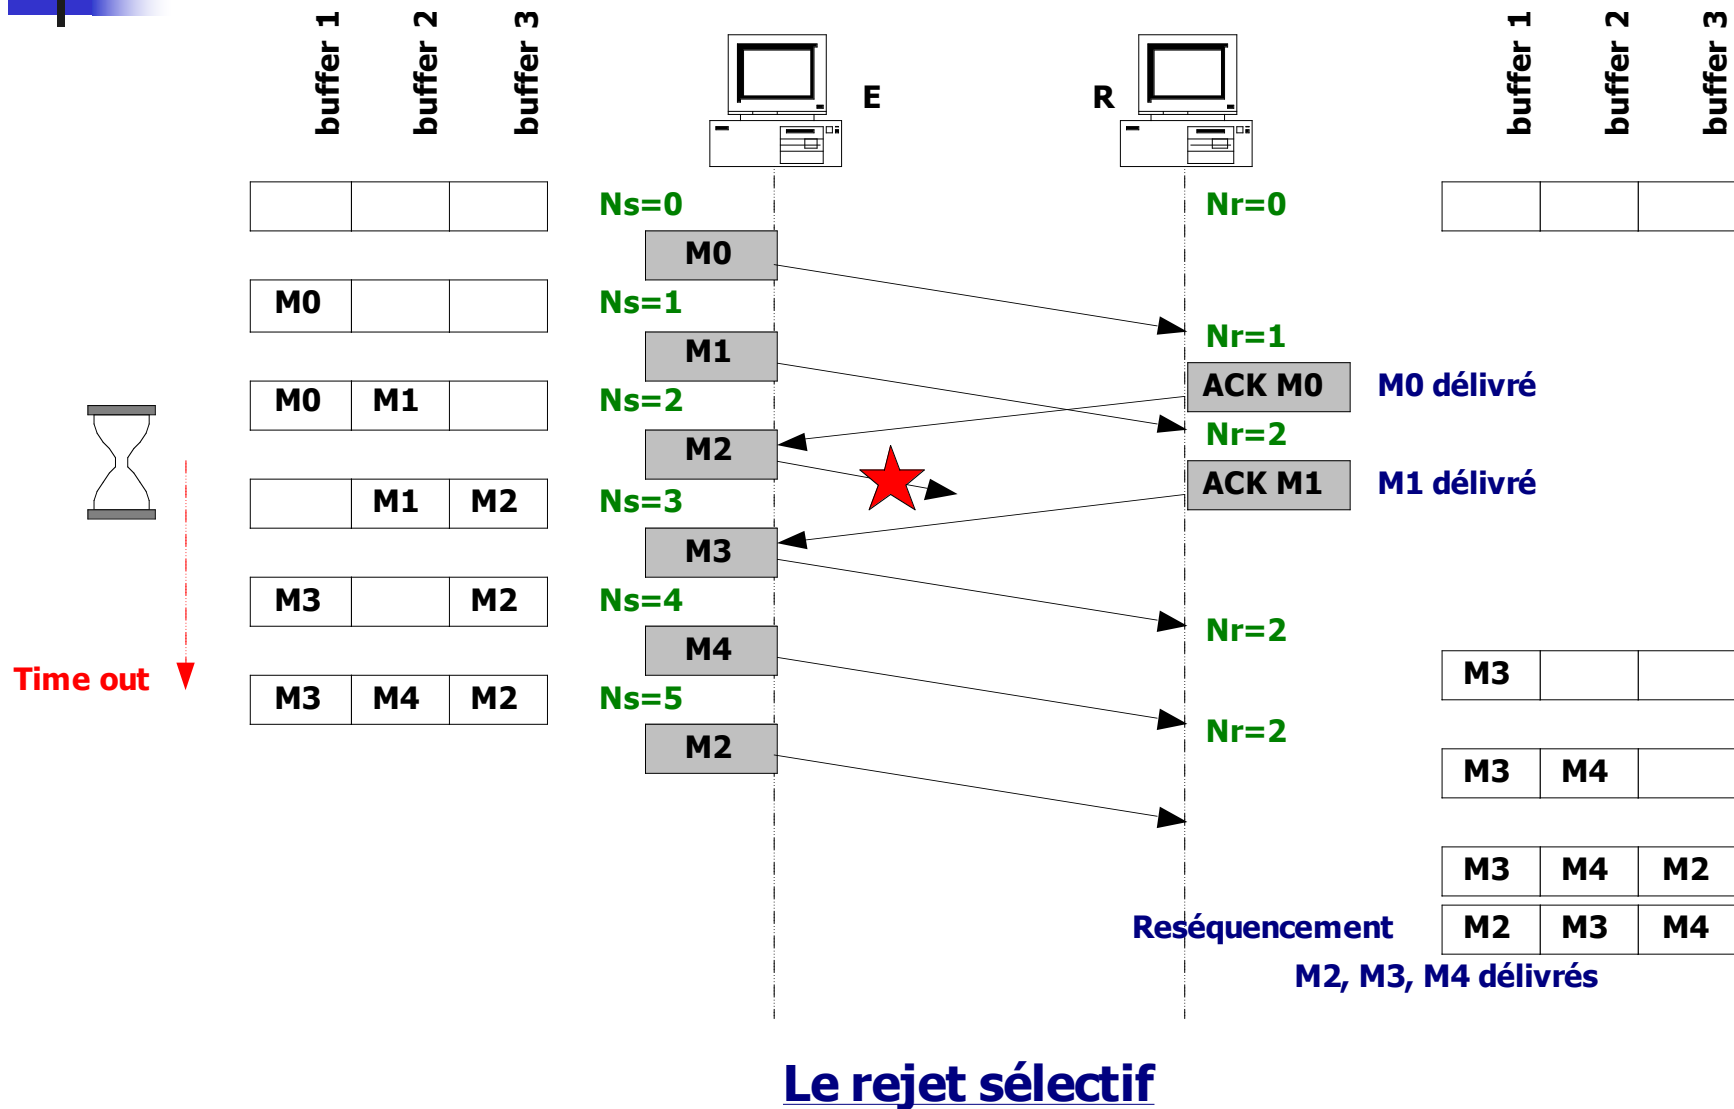 buffer 1 buffer 2 buffer 3 buffer 1 buffer 2 buffer 3
E R
Ns=0 Nr=0
M0
M0 Ns=1
Nr=1
M1
ACK M0 M0 délivré
M0 M1 Ns=2
Nr=2
M2
ACK M1 M1 délivré
M1 M2 Ns=3
M3
M3 M2 Ns=4
Nr=2
M4
M3
Time out
M3 M4 M2 Ns=5
Nr=2
M2
M3 M4
M3 M4 M2
Reséquencement M2 M3 M4
M2, M3, M4 délivrés
Le rejet sélectif